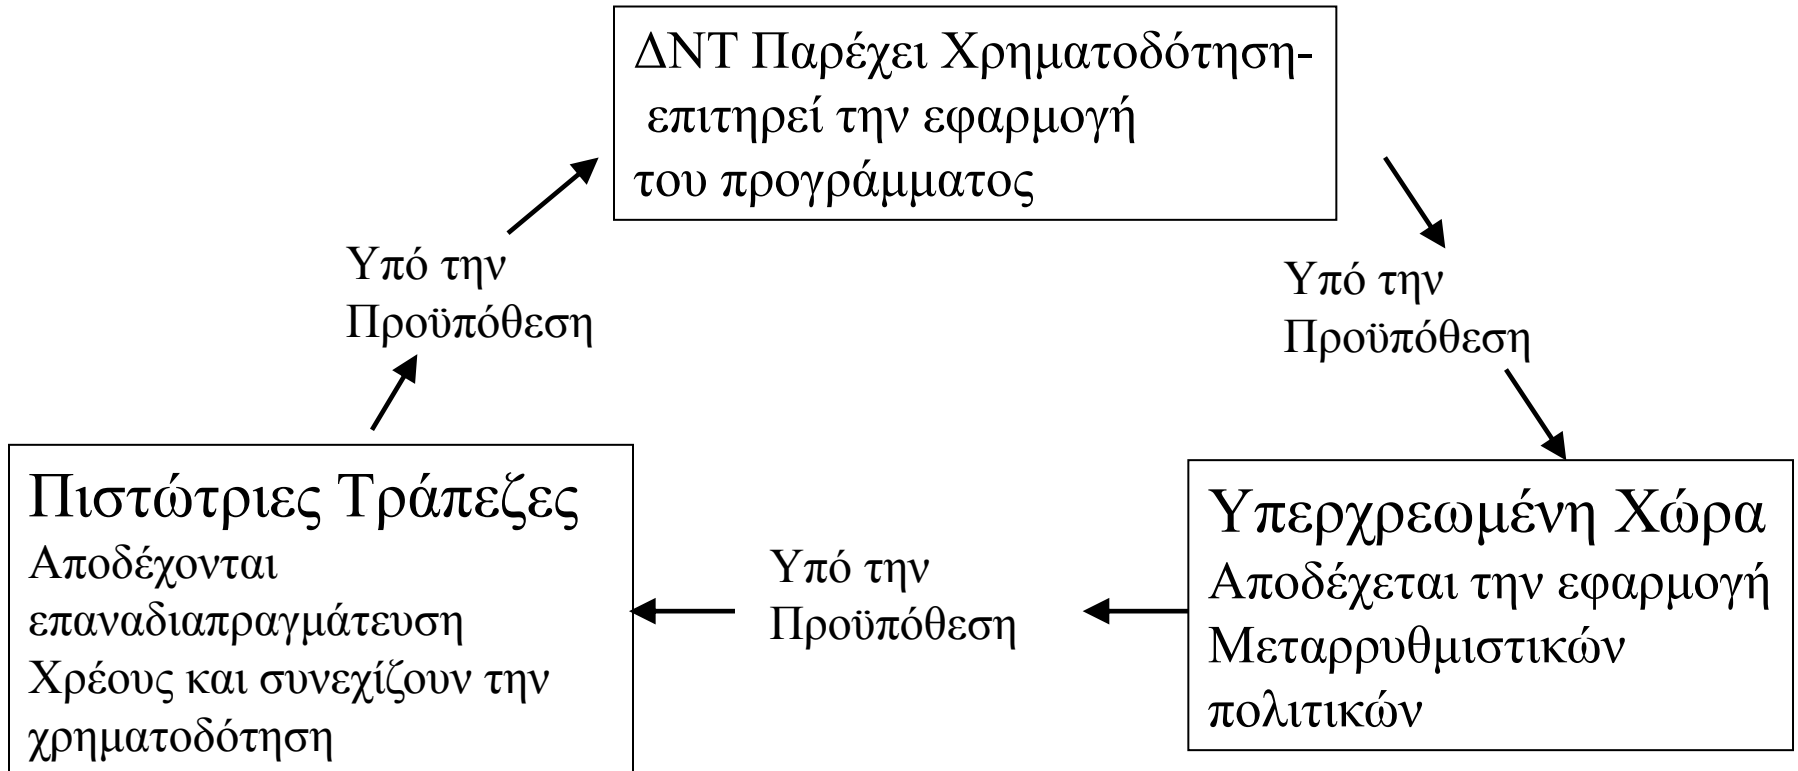 ΔΝΤ Παρέχει Χρηματοδότηση-
επιτηρεί την εφαρμογή
του προγράμματος
Υπό την
Προϋπόθεση
Υπό την
Προϋπόθεση
Πιστώτριες Τράπεζες
Αποδέχονται
επαναδιαπραγμάτευση
Χρέους και συνεχίζουν την
χρηματοδότηση
Υπό την
Προϋπόθεση
Υπερχρεωμένη Χώρα
Αποδέχεται την εφαρμογή
Μεταρρυθμιστικών
πολιτικών